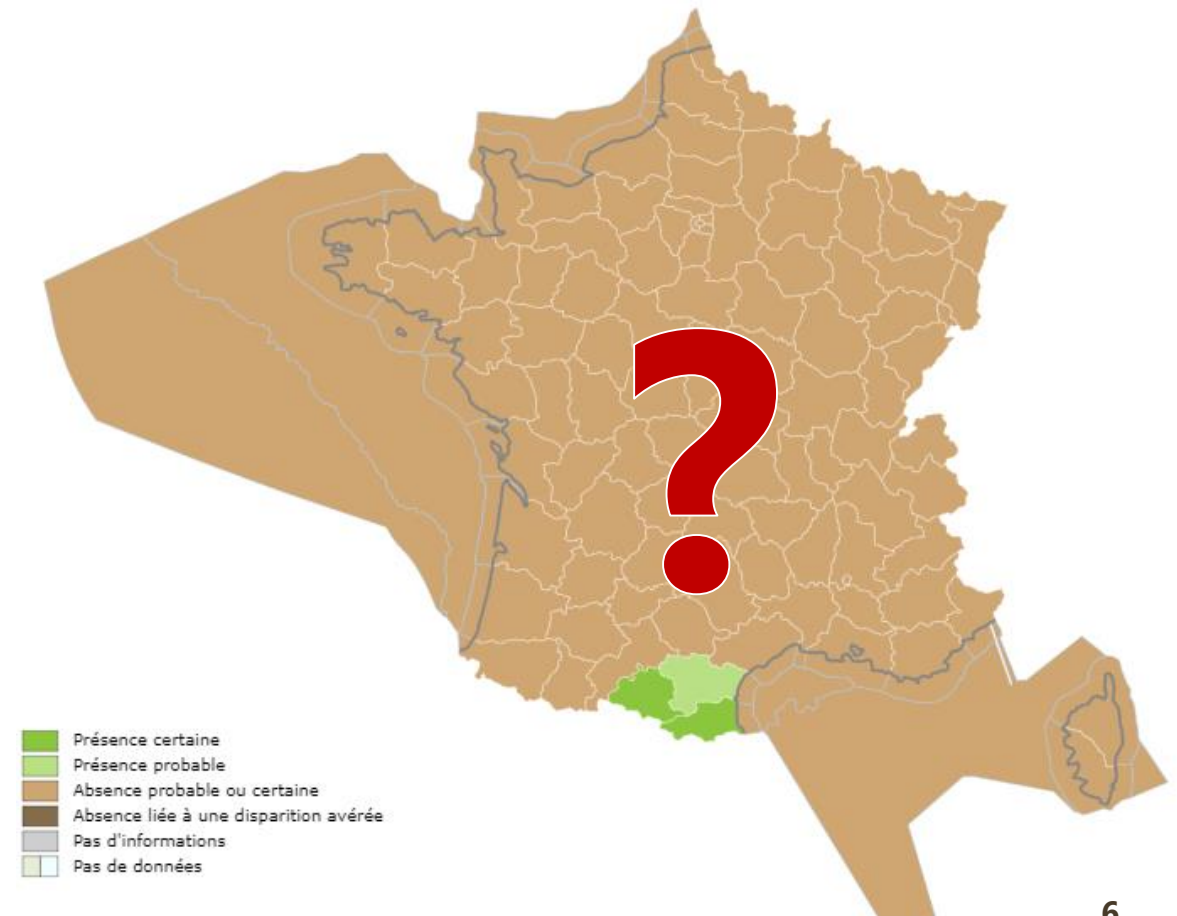 ?
Présence certaine
Présence probable
Absence probable ou certaine
Absence liée à une disparition avérée
Pas d'informations
Pas de données
6